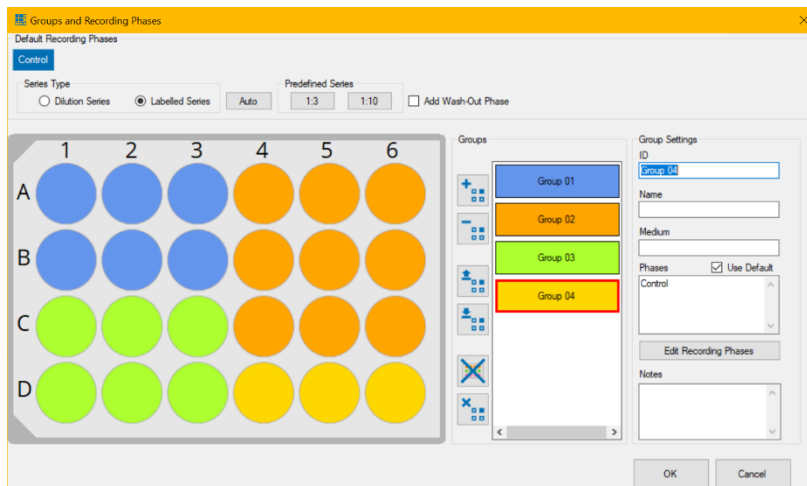 Groups and Recording Phases
Default Recording Phases
Control
Series Type
Dilution Series
Labelled Series
Auto
Predefined Series
1:3
1:10
Add Wash-Out Phase
1 2 3 4 5 6
A
B
C
D
Groups
Group 01
Group 02
Group 03
Group 04
Group Settings
ID
Group 04
Name
Medium
Phases
Use Default
Control
Edit Recording Phases
Notes
OK
Cancel